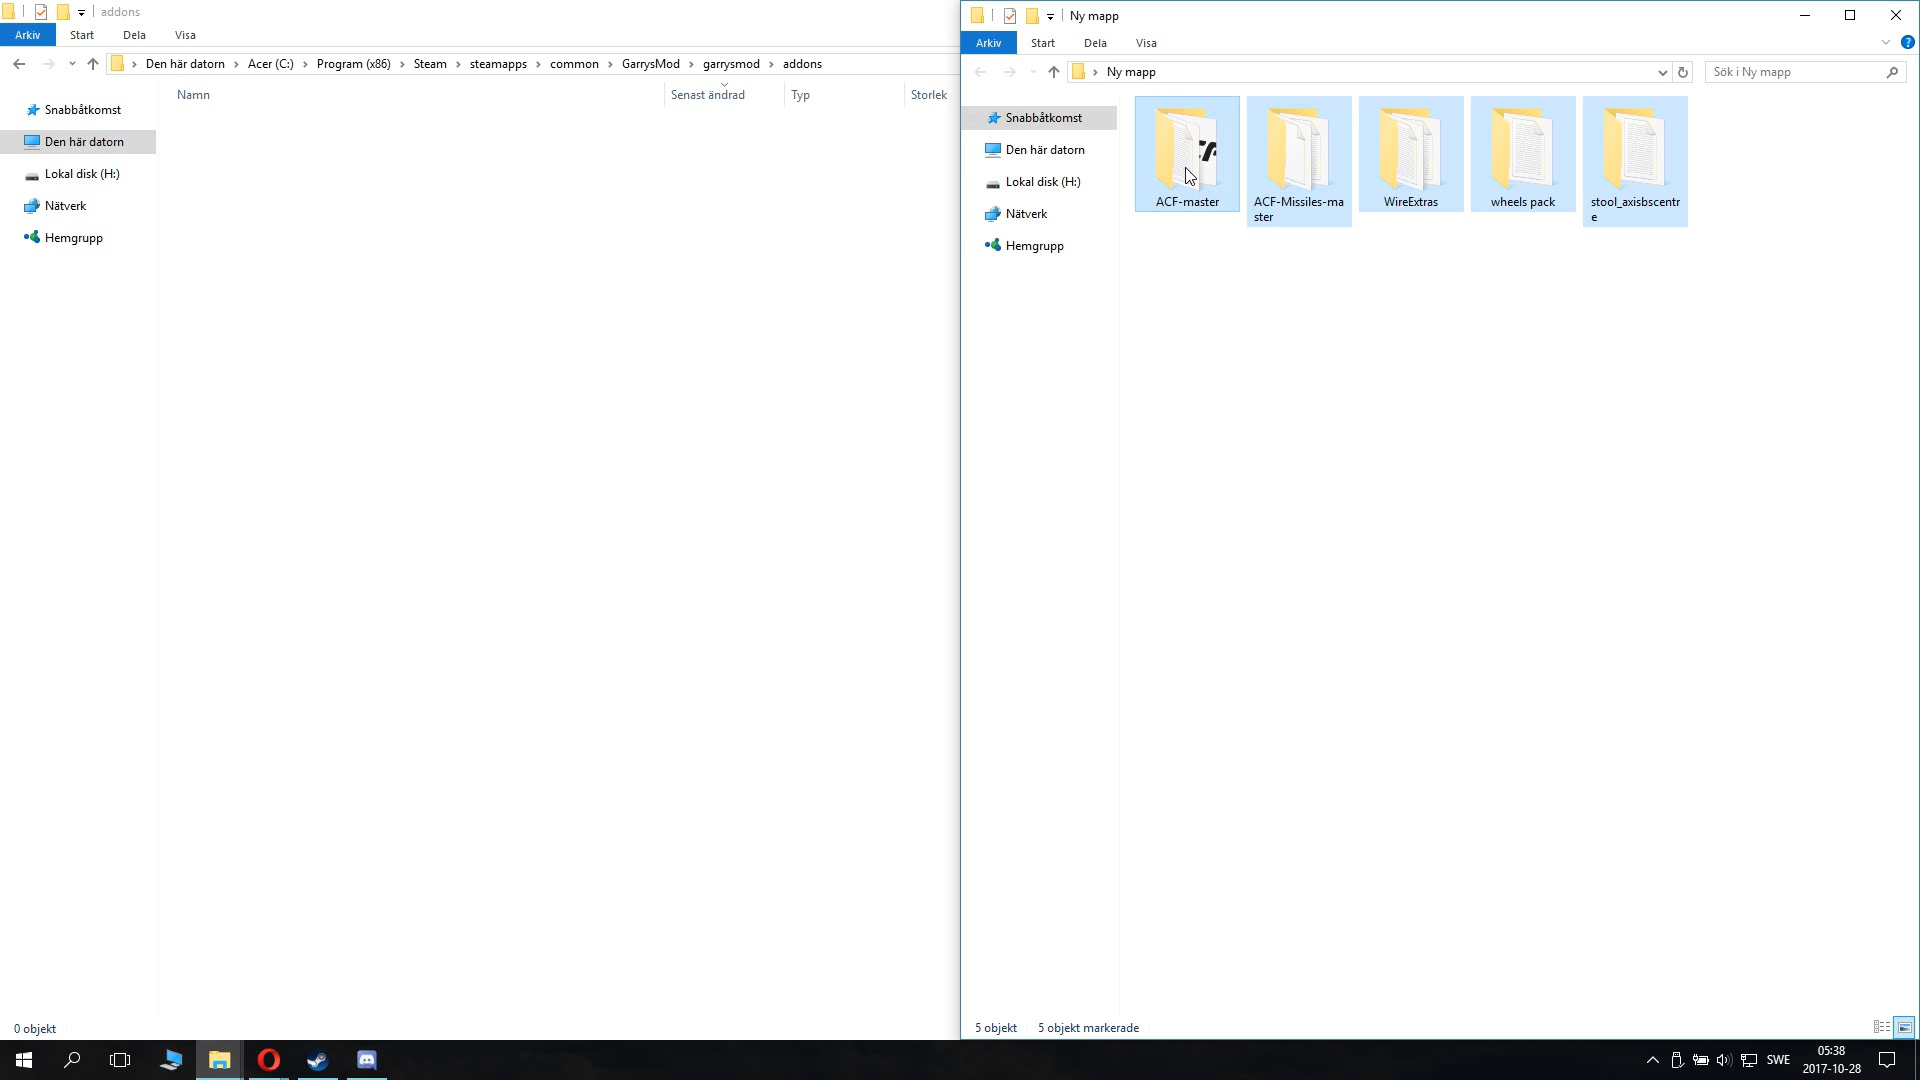 addons
Arkiv Start Dela Visa
Den här datorn Acer (C:) Program (x86) Steam steamapps common GarrysMod garrysmod addons
Namn Senast ändrad Typ Storlek
Snabbåtkomst
Den här datorn
Lokal disk (H:)
Nätverk
Hemgrupp
0 objekt
Ny mapp
Arkiv Start Dela Visa
Ny mapp
Sök i Ny mapp
Snabbåtkomst
Den här datorn
Lokal disk (H:)
Nätverk
Hemgrupp
ACF-master
ACF-Missiles-ma
ster
WireExtras
wheels pack
stool_axisbscentr
e
5 objekt 5 objekt markerade
SWE
05:38
2017-10-28